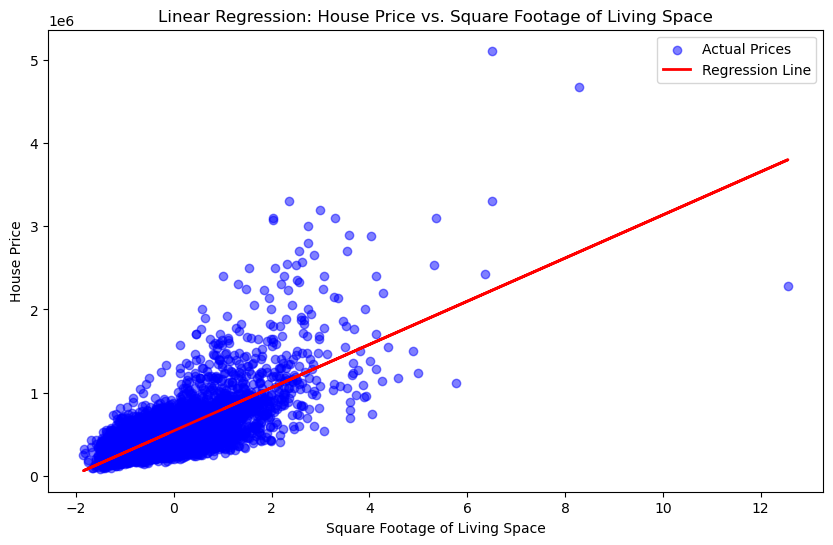 Linear Regression: House Price vs. Square Footage of Living Space
1e6
Actual Prices
Regression Line
5
4
3
2
1
0
House Price
−2 0 2 4 6 8 10 12
Square Footage of Living Space